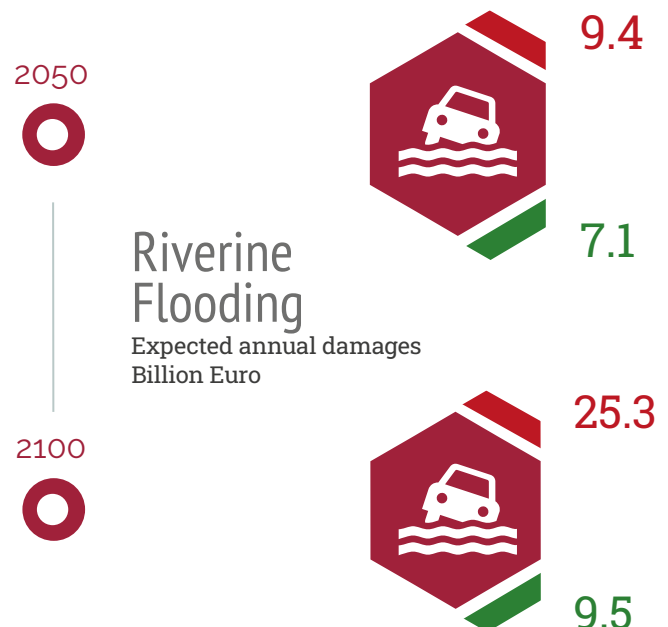 2050
9.4
7.1
Riverine
Flooding
Expected annual damages
Billion Euro
2100
25.3
9.5